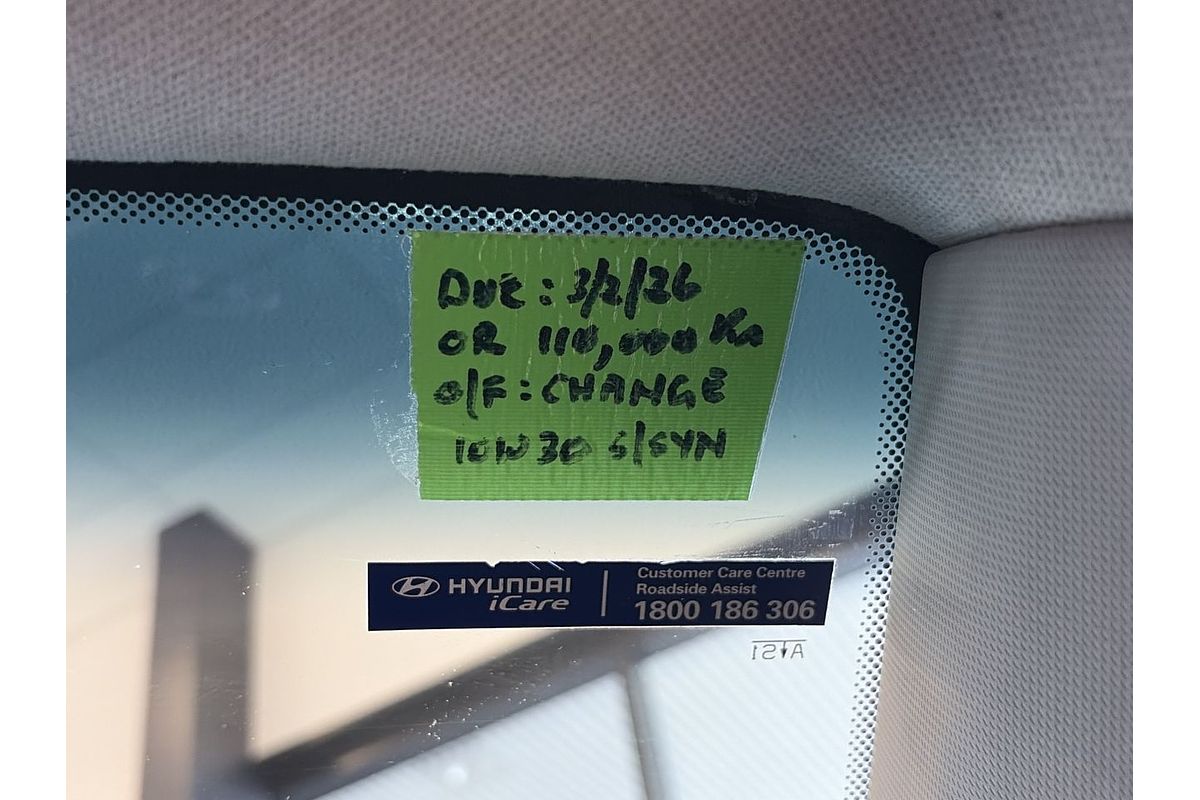 DUE: 3/2/26
OR 110,000 Km
O/F: CHANGE
10W30 S/SYN
HYUNDAI
iCare
Customer Care Centre
Roadside Assist
1800 186 306
AS1